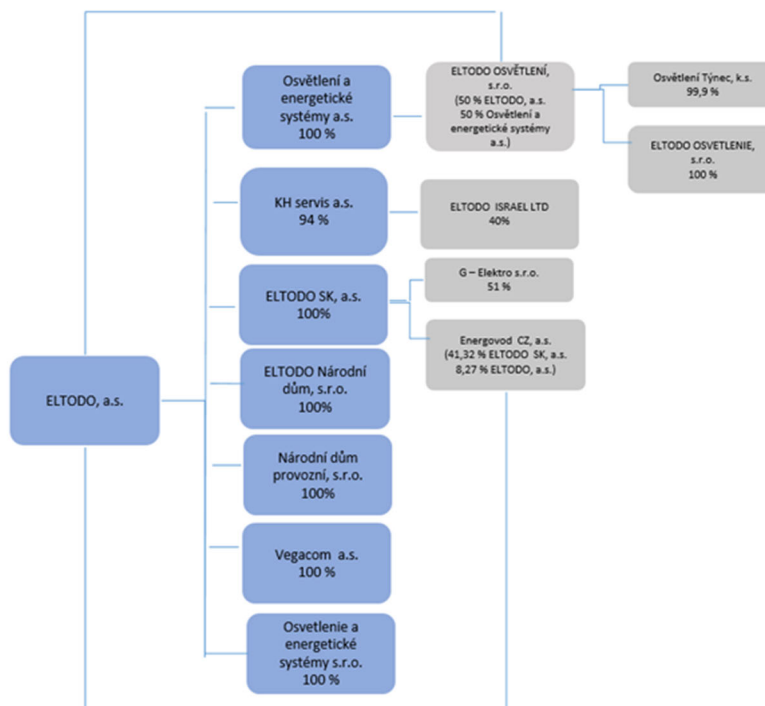 ELTODO, a.s.
Osvětlení a
energetické
systémy a.s.
100 %
KH servis a.s.
94 %
ELTODO SK, a.s.
100%
ELTODO Národní
dům, s.r.o.
100%
Národní dům
provozní, s.r.o.
100%
Vegacom a.s.
100 %
Osvetlenie a
energetické
systémy s.r.o.
100 %
ELTODO OSVĚTLENÍ,
s.r.o.
(50 % ELTODO, a.s.
50 % Osvětlení a
energetické systémy
a.s.)
ELTODO ISRAEL LTD
40%
G – Elektro s.r.o.
51 %
Energovod CZ, a.s.
(41,32 % ELTODO SK, a.s.
8,27 % ELTODO, a.s.)
Osvětlení Týnec, k.s.
99,9 %
ELTODO OSVETLENIE,
s.r.o.
100 %